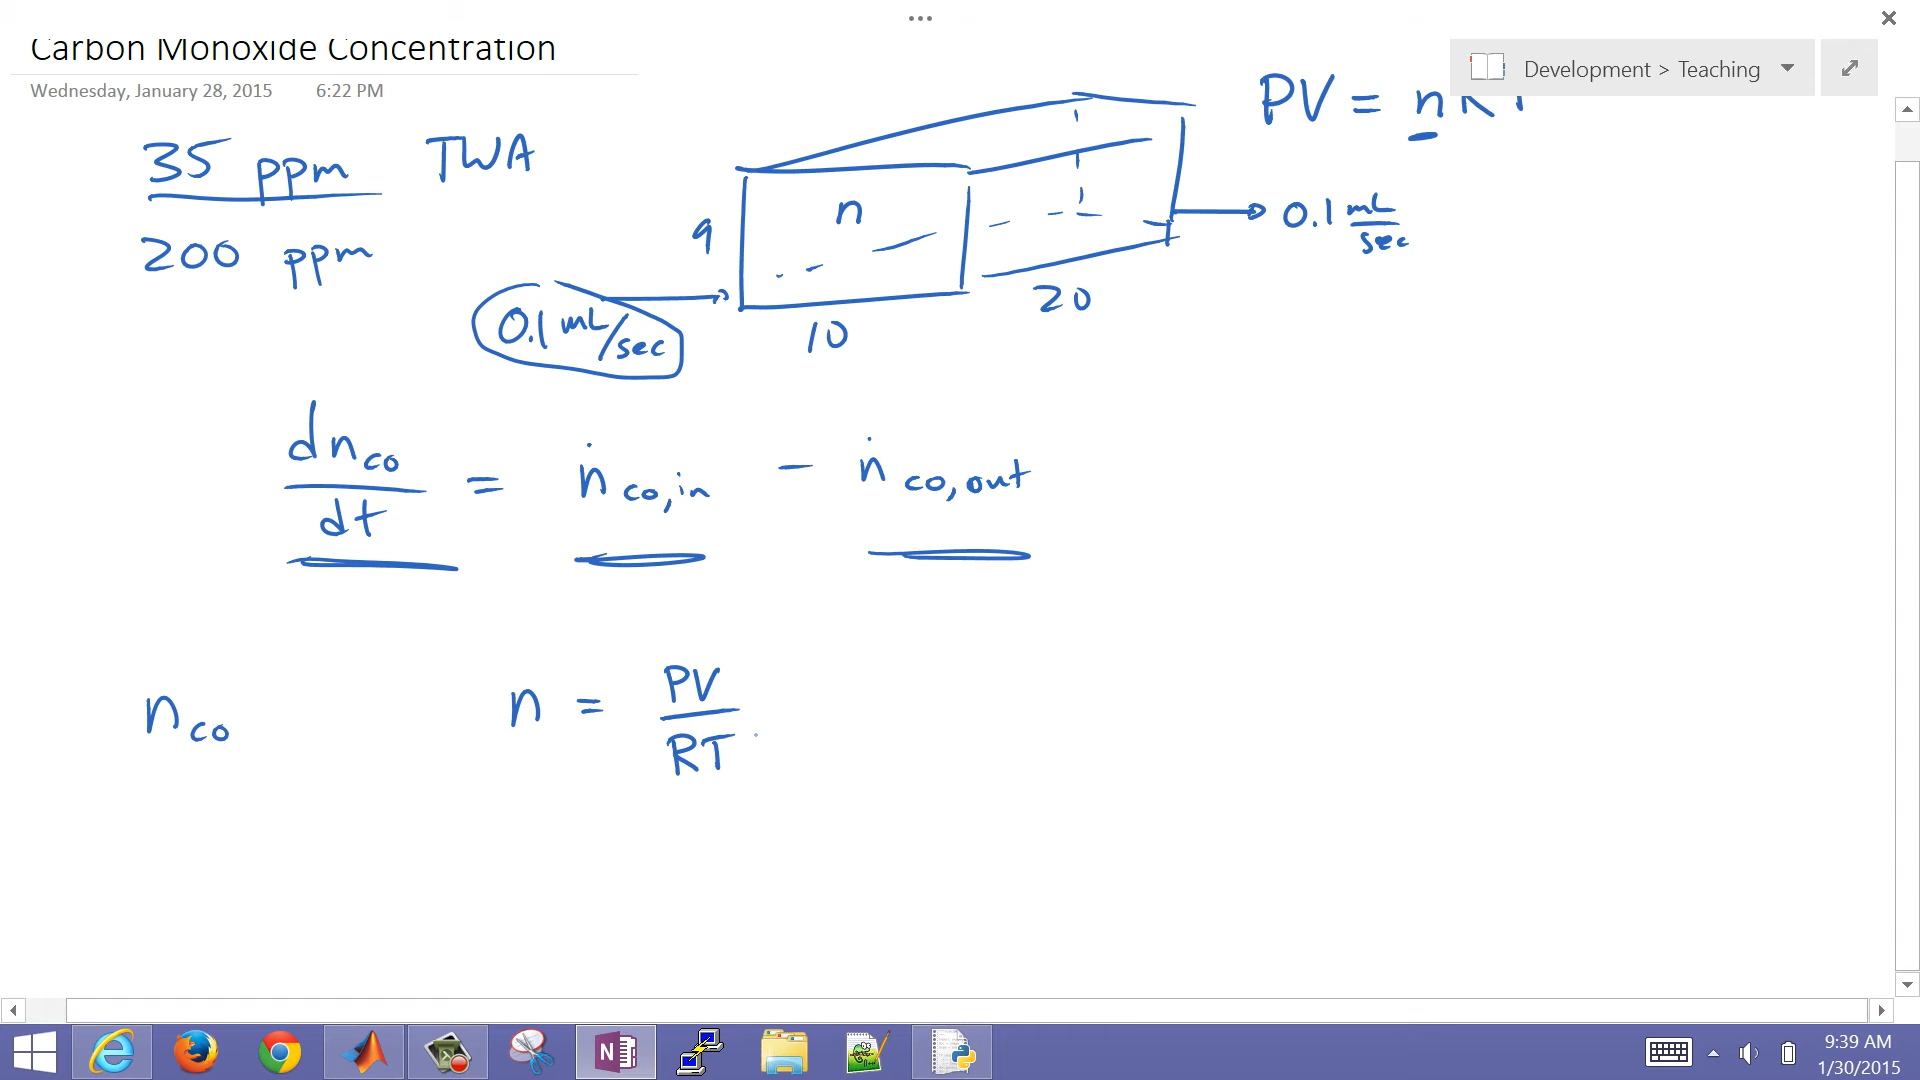 Carbon Monoxide Concentration
Wednesday, January 28, 2015 6:22 PM
Development > Teaching
PV = nRT
35 ppm TWA
200 ppm
n
9
10
20
0.1 mL/sec
0.1 mL/sec
dn_co/dt = ṅ_co,in - ṅ_co,out
n_co
n = PV/RT
9:39 AM
1/30/2015